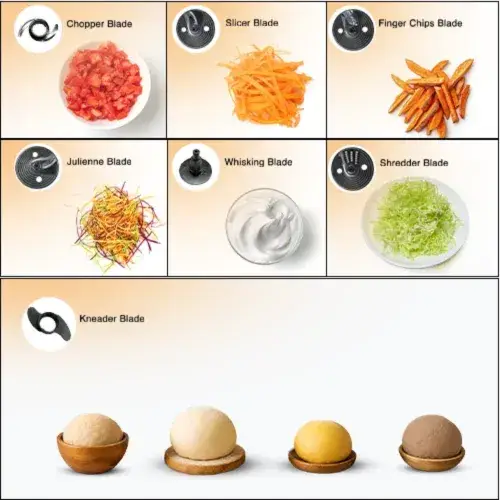 Chopper Blade
Slicer Blade
Finger Chips Blade
Julienne Blade
Whisking Blade
Shredder Blade
Kneader Blade